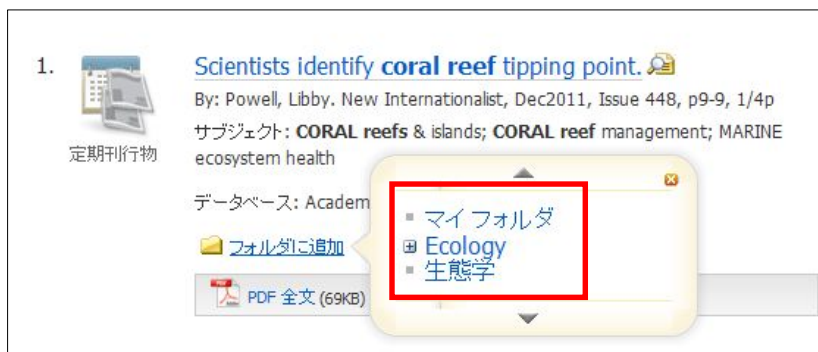 1.
定期刊行物
Scientists identify coral reef tipping point.
By: Powell, Libby. New Internationalist, Dec2011, Issue 448, p9-9, 1/4p
サブジェクト: CORAL reefs & islands; CORAL reef management; MARINE
ecosystem health
データベース: Academ
フォルダに追加
マイ フォルダ
Ecology
生態学
PDF 全文 (69KB)